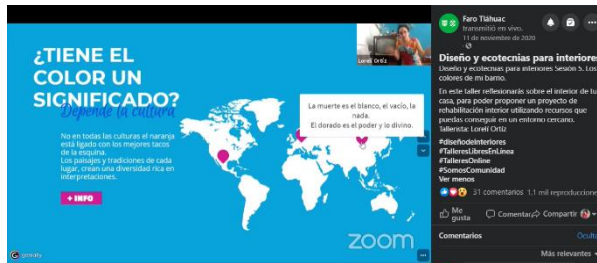 ¿TIENE EL
COLOR UN
SIGNIFICADO?
Depende la cultura
No en todas las culturas el naranja
está ligado con los mejores tacos
de la esquina.
Los paisajes y tradiciones de cada
lugar, crean una diversidad rica en
interpretaciones.
+ INFO
genially
Lorelí Ortiz
La muerte es el blanco, el vacío, la
nada.
El dorado es el poder y lo divino.
zoom
Faro Tláhuac
transmitió en vivo.
11 de noviembre de 2020
Diseño y ecotecnias para interiores
Diseño y ecotecnias para interiores Sesión 5. Los
colores de mi barrio.
En este taller reflexionarás sobre el interior de tu
casa, para poder proponer un proyecto de
rehabilitación interior utilizando recursos que
puedas conseguir en un entorno cercano.
Tallerista: Lorelí Ortiz
#diseñodeInteriores
#TalleresLibresEnLínea
#TalleresOnline
#SomosComunidad
Ver menos
31 comentarios 1.1 mil reproducciones
Me gusta
Comentar
Compartir
Comentarios
Ocultar
Más relevantes